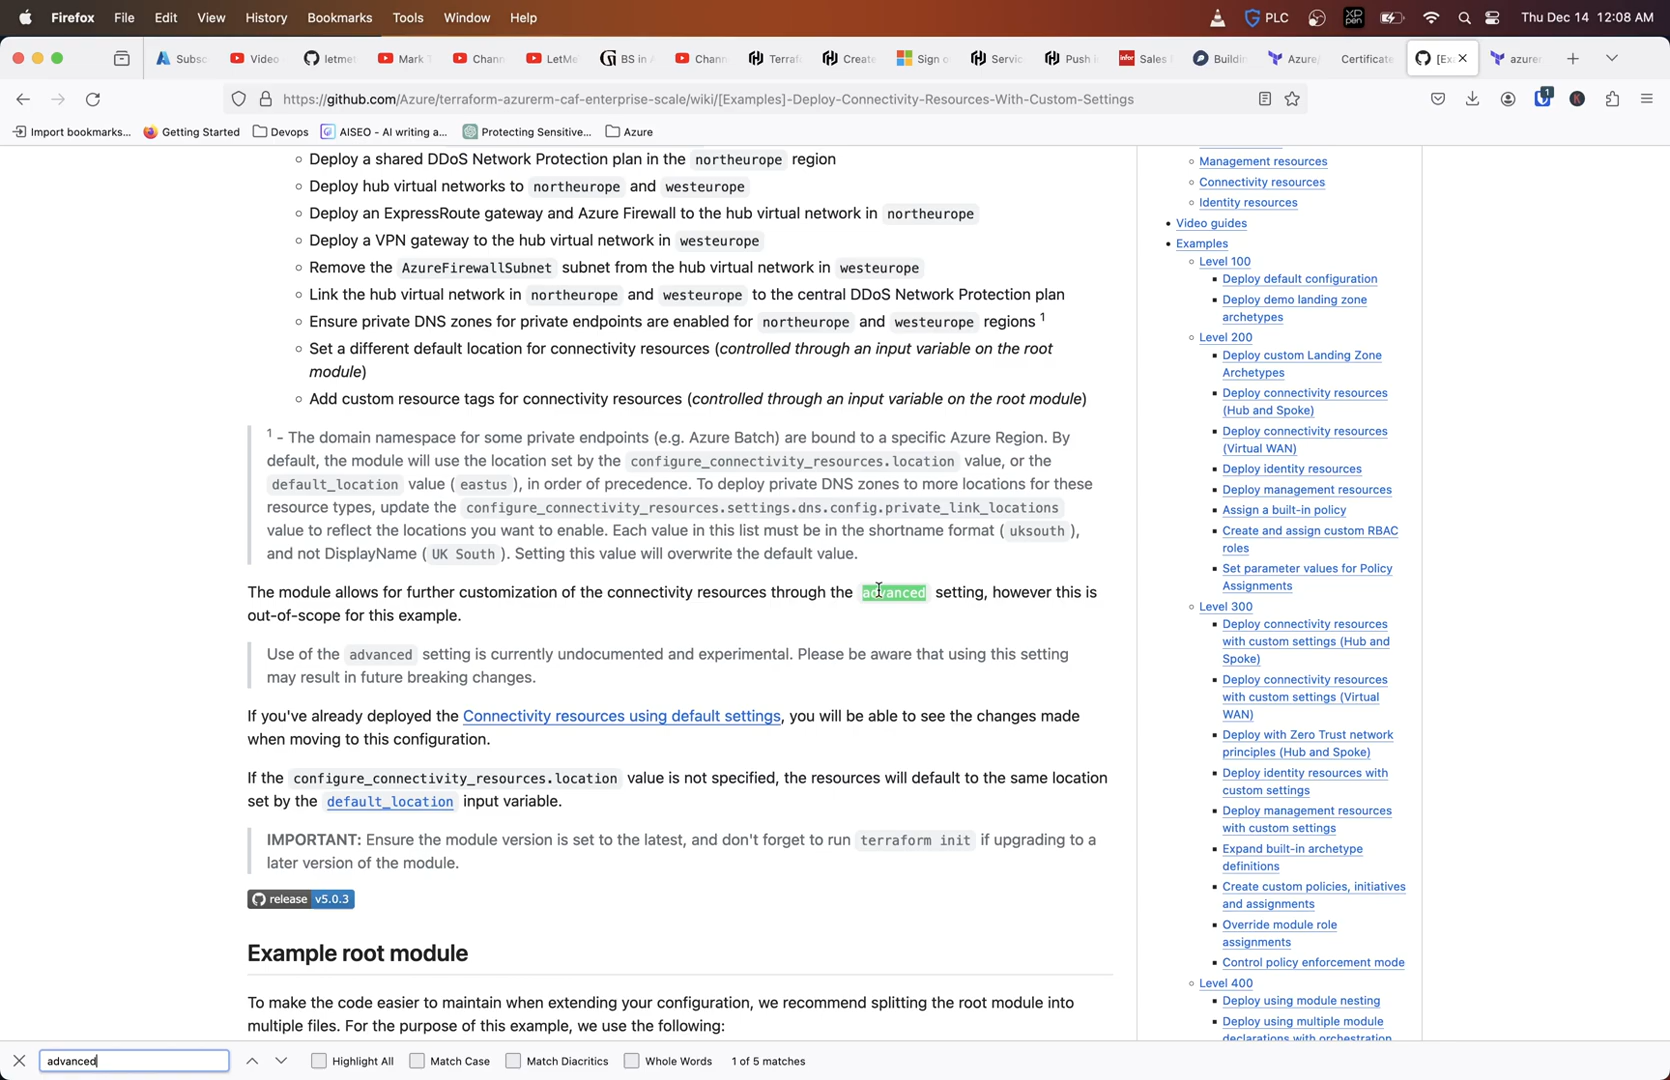 Firefox File Edit View History Bookmarks Tools Window Help PLC Thu Dec 14 12:08 AM
Subsc Video letmet Mark T Chann LetMe BS in A Chann Terraf Create Sign o Servic Push i Sales Buildin Azure/ Certificate [Ex azurer
https://github.com/Azure/terraform-azurerm-caf-enterprise-scale/wiki/[Examples]-Deploy-Connectivity-Resources-With-Custom-Settings
Import bookmarks... Getting Started Devops AISEO - AI writing a... Protecting Sensitive... Azure
Deploy a shared DDoS Network Protection plan in the northeurope region
Deploy hub virtual networks to northeurope and westeurope
Deploy an ExpressRoute gateway and Azure Firewall to the hub virtual network in northeurope
Deploy a VPN gateway to the hub virtual network in westeurope
Remove the AzureFirewallSubnet subnet from the hub virtual network in westeurope
Link the hub virtual network in northeurope and westeurope to the central DDoS Network Protection plan
Ensure private DNS zones for private endpoints are enabled for northeurope and westeurope regions 1
Set a different default location for connectivity resources (controlled through an input variable on the root
module)
Add custom resource tags for connectivity resources (controlled through an input variable on the root module)
1 - The domain namespace for some private endpoints (e.g. Azure Batch) are bound to a specific Azure Region. By
default, the module will use the location set by the configure_connectivity_resources.location value, or the
default_location value ( eastus ), in order of precedence. To deploy private DNS zones to more locations for these
resource types, update the configure_connectivity_resources.settings.dns.config.private_link_locations
value to reflect the locations you want to enable. Each value in this list must be in the shortname format ( uksouth ),
and not DisplayName ( UK South ). Setting this value will overwrite the default value.
The module allows for further customization of the connectivity resources through the advanced setting, however this is
out-of-scope for this example.
Use of the advanced setting is currently undocumented and experimental. Please be aware that using this setting
may result in future breaking changes.
If you've already deployed the Connectivity resources using default settings, you will be able to see the changes made
when moving to this configuration.
If the configure_connectivity_resources.location value is not specified, the resources will default to the same location
set by the default_location input variable.
IMPORTANT: Ensure the module version is set to the latest, and don't forget to run terraform init if upgrading to a
later version of the module.
release v5.0.3
Example root module
To make the code easier to maintain when extending your configuration, we recommend splitting the root module into
multiple files. For the purpose of this example, we use the following:
Management resources
Connectivity resources
Identity resources
Video guides
Examples
Level 100
Deploy default configuration
Deploy demo landing zone
archetypes
Level 200
Deploy custom Landing Zone
Archetypes
Deploy connectivity resources
(Hub and Spoke)
Deploy connectivity resources
(Virtual WAN)
Deploy identity resources
Deploy management resources
Assign a built-in policy
Create and assign custom RBAC
roles
Set parameter values for Policy
Assignments
Level 300
Deploy connectivity resources
with custom settings (Hub and
Spoke)
Deploy connectivity resources
with custom settings (Virtual
WAN)
Deploy with Zero Trust network
principles (Hub and Spoke)
Deploy identity resources with
custom settings
Deploy management resources
with custom settings
Expand built-in archetype
definitions
Create custom policies, initiatives
and assignments
Override module role
assignments
Control policy enforcement mode
Level 400
Deploy using module nesting
Deploy using multiple module
declarations with orchestration
advanced Highlight All Match Case Match Diacritics Whole Words 1 of 5 matches